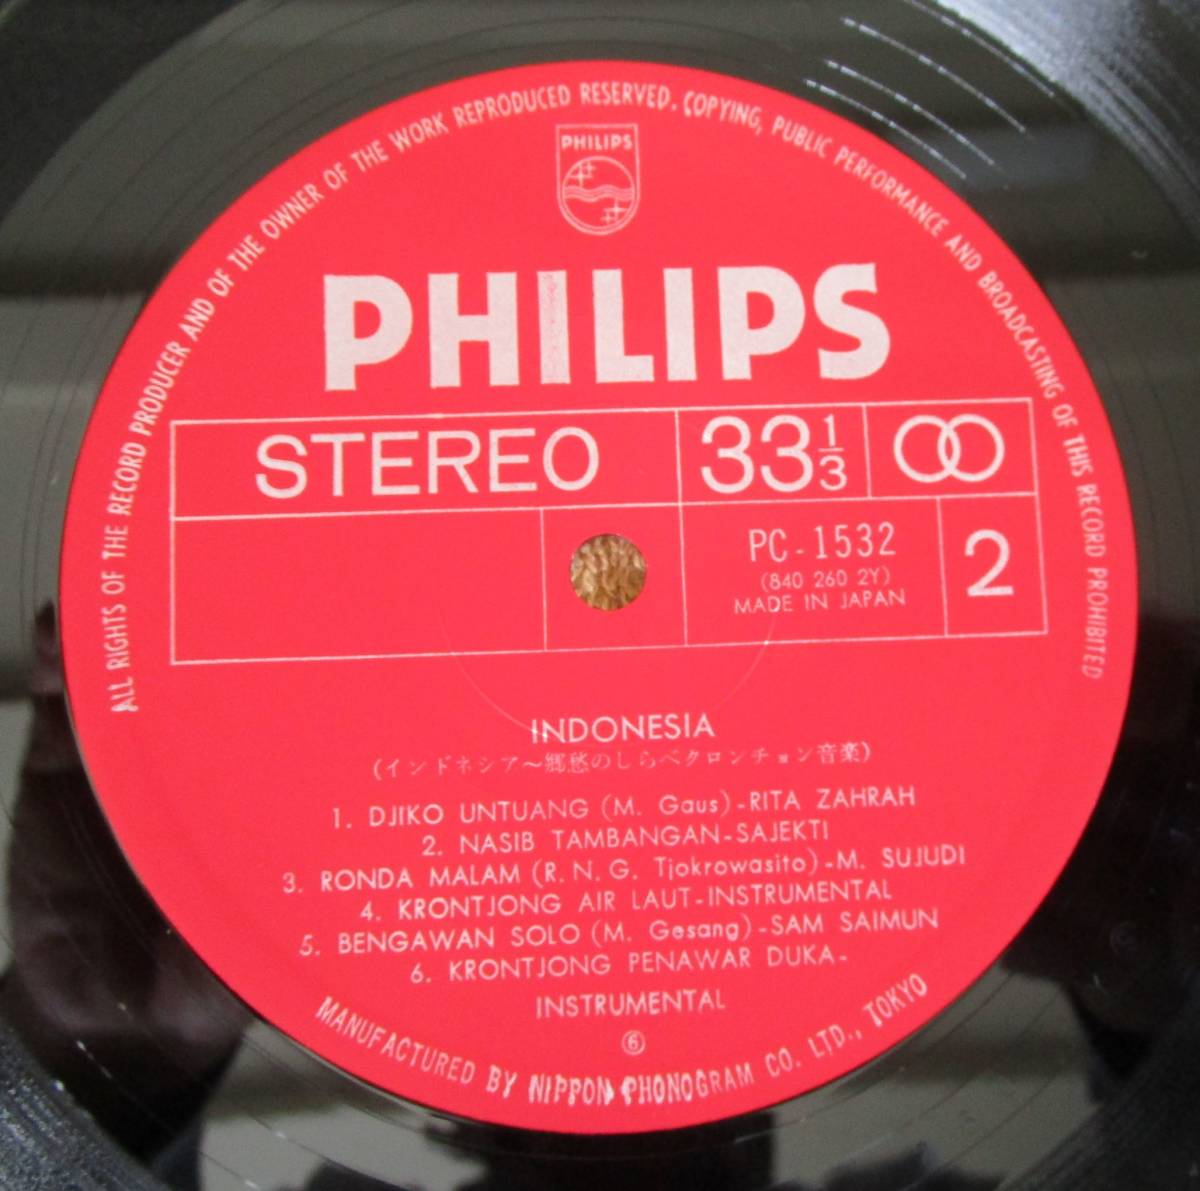 ALL RIGHTS OF THE RECORD PRODUCER AND OF THE OWNER OF THE WORK REPRODUCED RESERVED. COPYING, PUBLIC PERFORMANCE AND BROADCASTING OF THIS RECORD PROHIBITED
PHILIPS
PHILIPS
STEREO 33 1/3
PC-1532 2
(840 260 2Y)
MADE IN JAPAN
INDONESIA
(インドネシア～郷愁のしらべクロンチョン音楽)
1. DJIKO UNTUANG (M. Gaus)-RITA ZAHRAH
2. NASIB TAMBANGAN-SAJEKTI
3. RONDA MALAM (R. N. G. Tjokrowasito)-M. SUJUDI
4. KRONTJONG AIR LAUT-INSTRUMENTAL
5. BENGAWAN SOLO (M. Gesang)-SAM SAIMUN
6. KRONTJONG PENAWAR DUKA-
INSTRUMENTAL
⑥
MANUFACTURED BY NIPPON PHONOGRAM CO. LTD., TOKYO